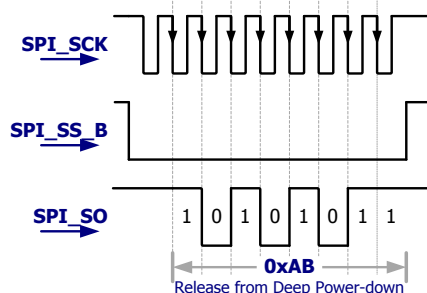 SPI_SCK
SPI_SS_B
SPI_SO
1 0 1 0 1 0 1 1
0xAB
Release from Deep Power-down